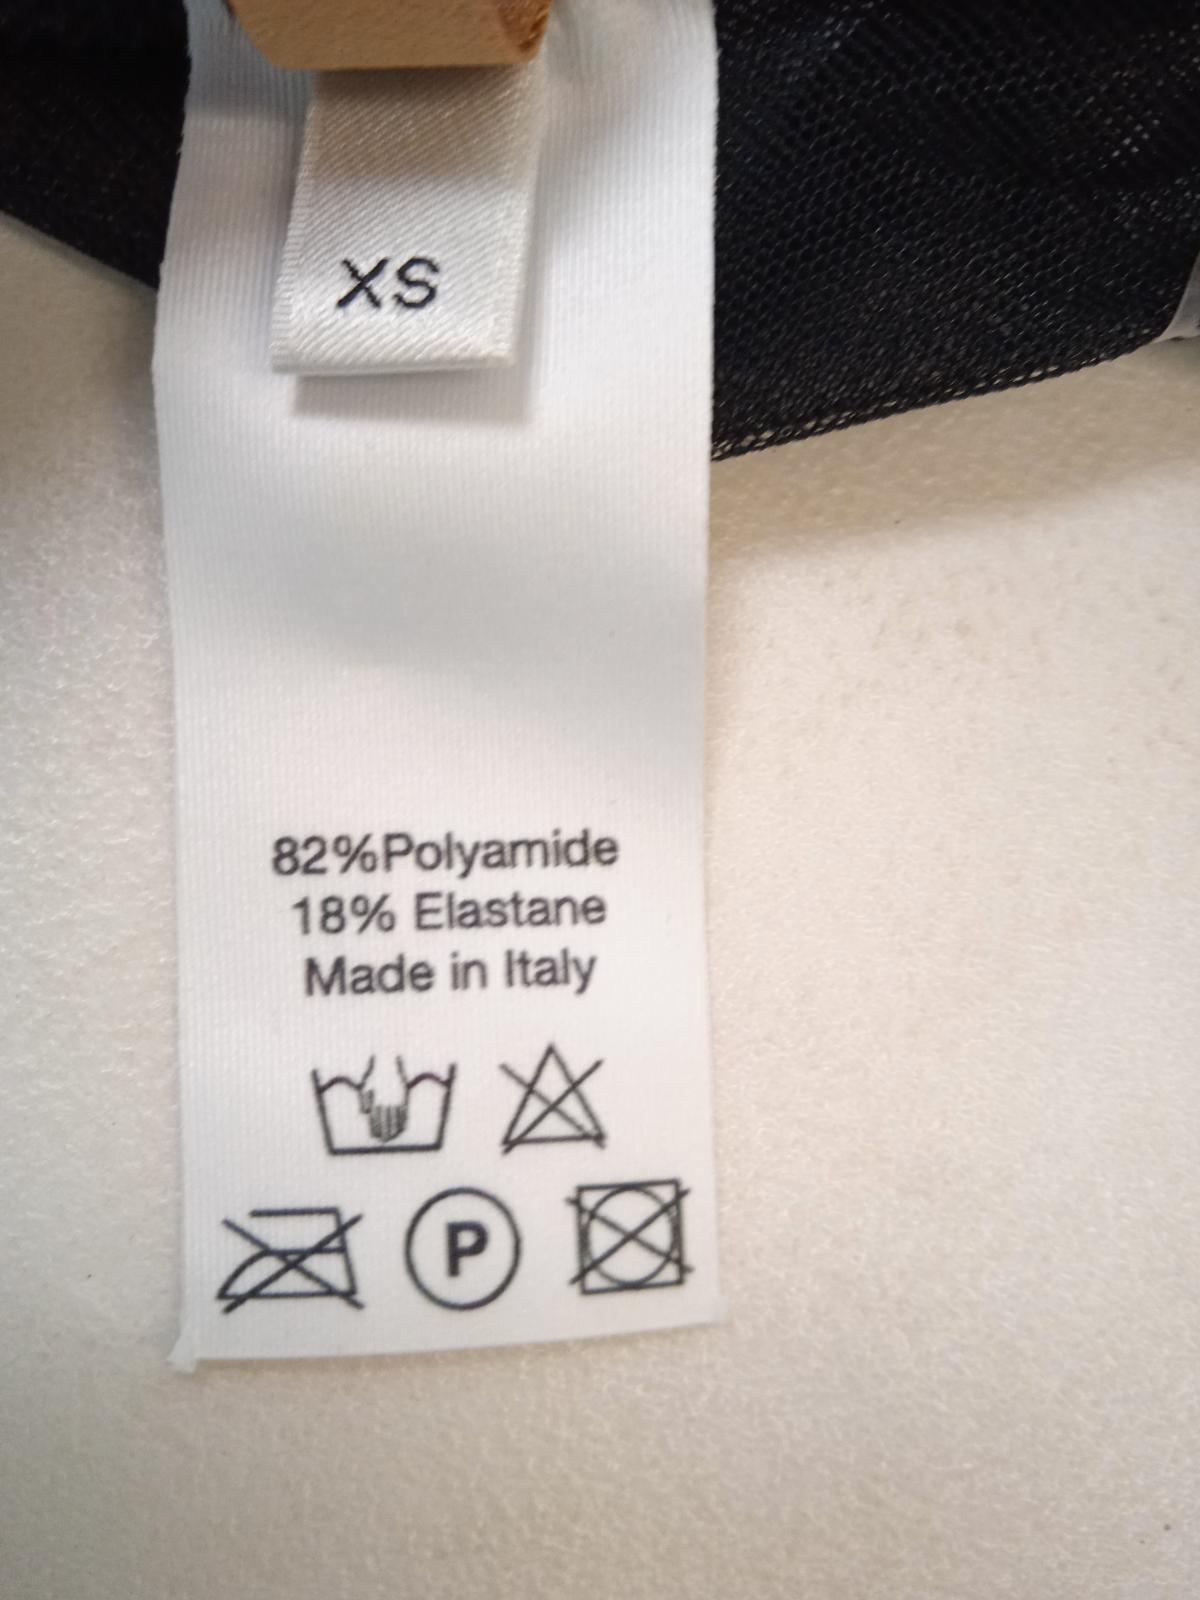 XS
82%Polyamide
18% Elastane
Made in Italy
P